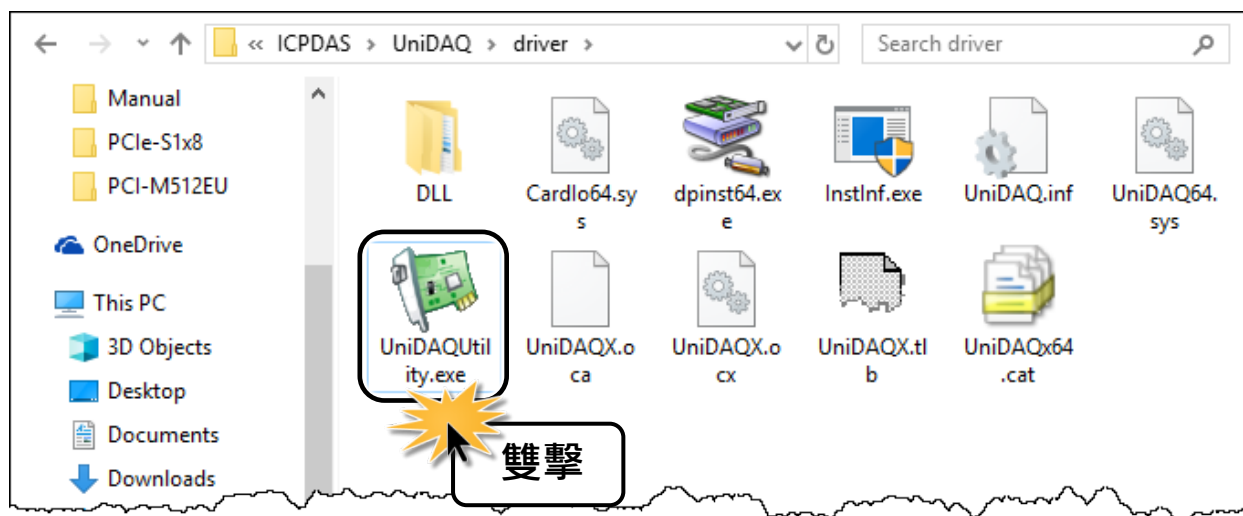 « ICPDAS > UniDAQ > driver >
Search driver
Manual
PCIe-S1x8
PCI-M512EU
OneDrive
This PC
3D Objects
Desktop
Documents
Downloads
DLL
CardIo64.sy
s
dpinst64.ex
e
InstInf.exe
UniDAQ.inf
UniDAQ64.
sys
UniDAQUtil
ity.exe
UniDAQX.o
ca
UniDAQX.o
cx
UniDAQX.tl
b
UniDAQx64
.cat
雙擊